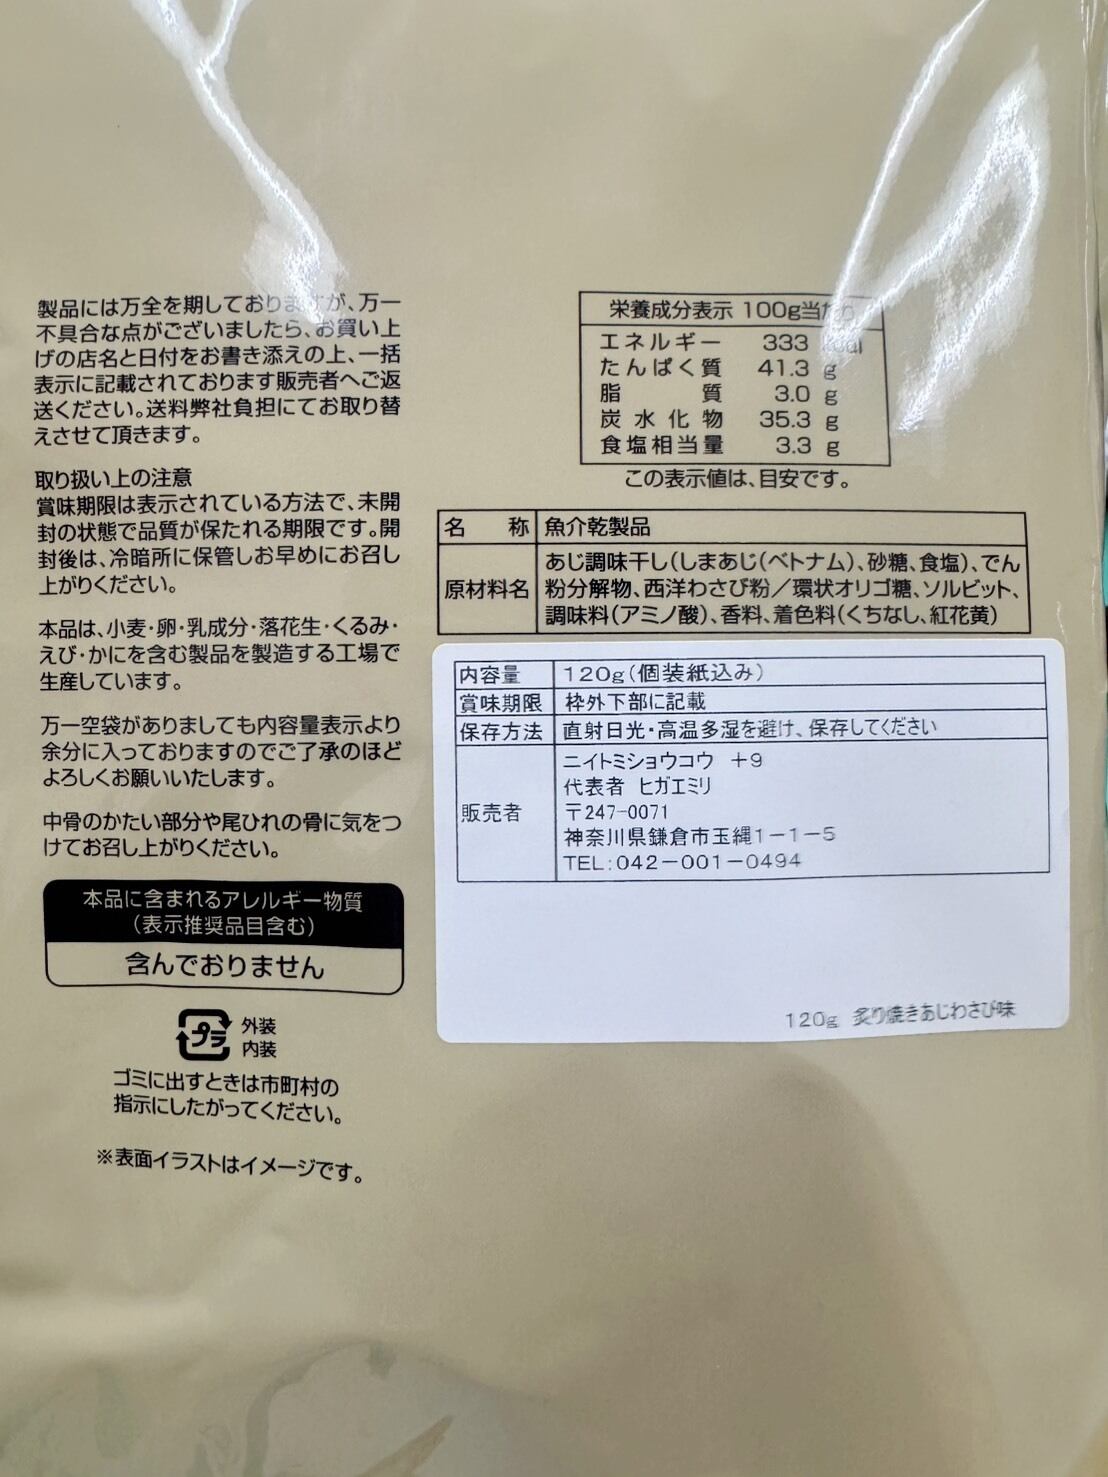 製品には万全を期しておりますが、万一
不具合な点がございましたら、お買い上
げの店名と日付をお書き添えの上、一括
表示に記載されております販売者へご返
送ください。送料弊社負担にてお取り替
えさせて頂きます。
取り扱い上の注意
賞味期限は表示されている方法で、未開
封の状態で品質が保たれる期限です。開
封後は、冷暗所に保管しお早めにお召し
上がりください。
本品は、小麦・卵・乳成分・落花生・くるみ・
えび・かにを含む製品を製造する工場で
生産しています。
万一空袋がありましても内容量表示より
余分に入っておりますのでご了承のほど
よろしくお願いいたします。
中骨のかたい部分や尾ひれの骨に気をつ
けてお召し上がりください。
本品に含まれるアレルギー物質
(表示推奨品目含む)
含んでおりません
プラ 外装
内装
ゴミに出すときは市町村の
指示にしたがってください。
※表面イラストはイメージです。
栄養成分表示 100g当たり
エネルギー 333 kcal
たんぱく質 41.3 g
脂質 3.0 g
炭水化物 35.3 g
食塩相当量 3.3 g
この表示値は、目安です。
名称 魚介乾製品
原材料名 あじ調味干し(しまあじ(ベトナム)、砂糖、食塩)、でん
粉分解物、西洋わさび粉/環状オリゴ糖、ソルビット、
調味料(アミノ酸)、香料、着色料(くちなし、紅花黄)
内容量 120g(個装紙込み)
賞味期限 枠外下部に記載
保存方法 直射日光・高温多湿を避け、保存してください
販売者 ニイトミショウコウ +9
代表者 ヒガエミリ
〒247-0071
神奈川県鎌倉市玉縄1-1-5
TEL:042-001-0494
120g 炙り焼きあじわさび味